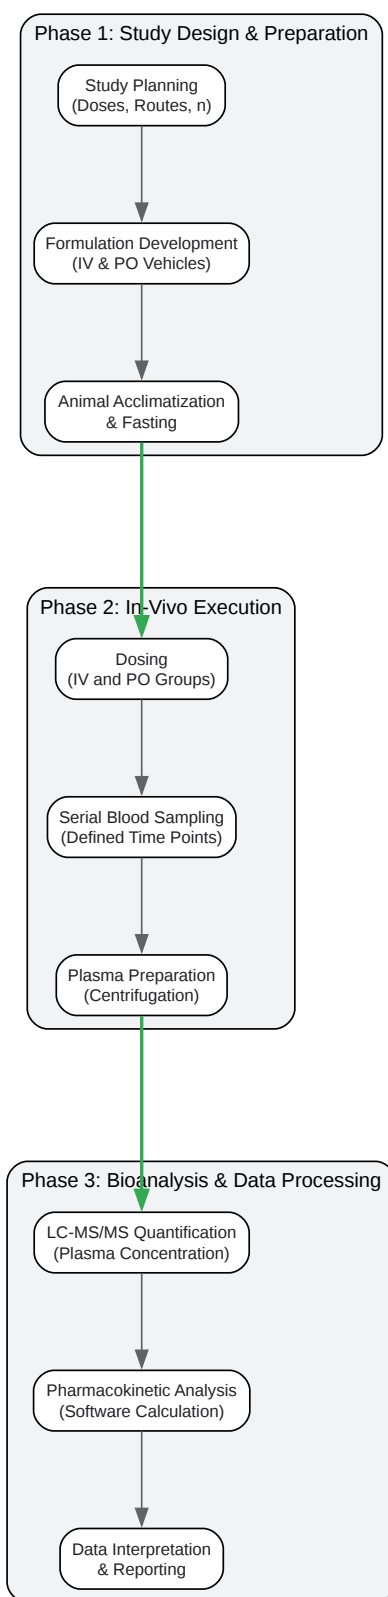 Phase 1: Study Design & Preparation
Study Planning
(Doses, Routes, n)
Formulation Development
(IV & PO Vehicles)
Animal Acclimatization
& Fasting
Phase 2: In-Vivo Execution
Dosing
(IV and PO Groups)
Serial Blood Sampling
(Defined Time Points)
Plasma Preparation
(Centrifugation)
Phase 3: Bioanalysis & Data Processing
LC-MS/MS Quantification
(Plasma Concentration)
Pharmacokinetic Analysis
(Software Calculation)
Data Interpretation
& Reporting